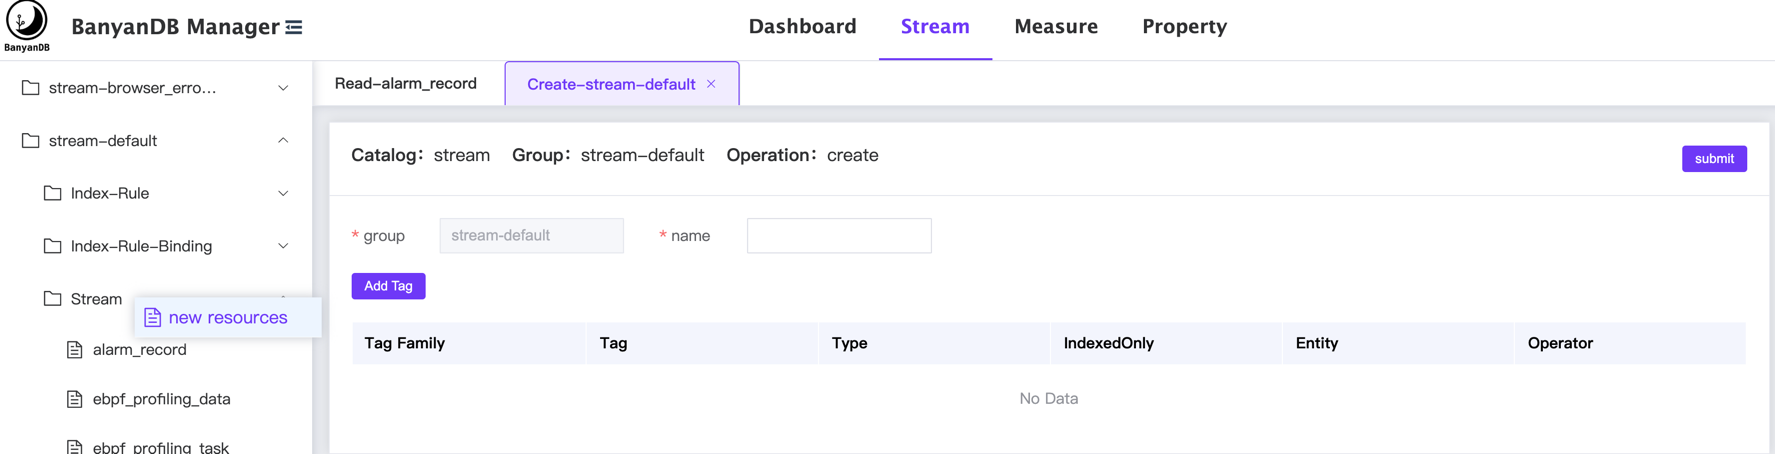 BanyanDB
BanyanDB Manager
Dashboard
Stream
Measure
Property
stream-browser_erro...
stream-default
Index-Rule
Index-Rule-Binding
Stream
new resources
alarm_record
ebpf_profiling_data
ebpf_profiling_task
Read-alarm_record
Create-stream-default ×
Catalog: stream Group: stream-default Operation: create
submit
* group stream-default * name
Add Tag
Tag Family Tag Type IndexedOnly Entity Operator
No Data